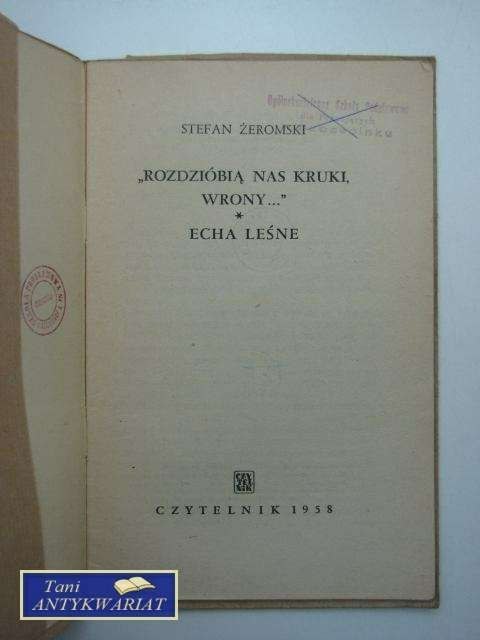 STEFAN ŻEROMSKI
„ROZDZIÓBIĄ NAS KRUKI,
WRONY..."
*
ECHA LEŚNE
CZY
TEL
NIK
CZYTELNIK 1958
Tani
ANTYKWARIAT